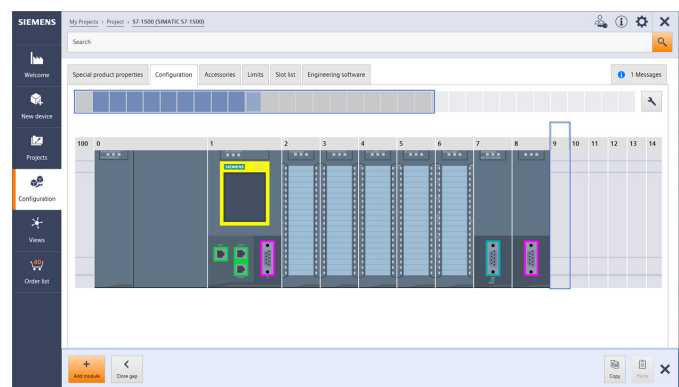 SIEMENS
My Projects › Project › S7-1500 (SIMATIC S7-1500)
Search
Welcome
New device
Projects
Configuration
Views
40
Order list
Special product properties
Configuration
Accessories
Limits
Slot list
Engineering software
1 Messages
100 0 1 2 3 4 5 6 7 8 9 10 11 12 13 14
SIEMENS
Add module
Close gap
Copy
Paste